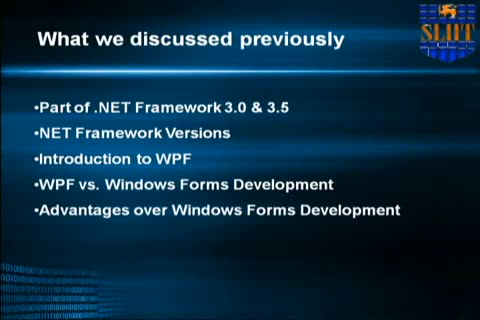 What we discussed previously
SLIIT
•Part of .NET Framework 3.0 & 3.5
•NET Framework Versions
•Introduction to WPF
•WPF vs. Windows Forms Development
•Advantages over Windows Forms Development